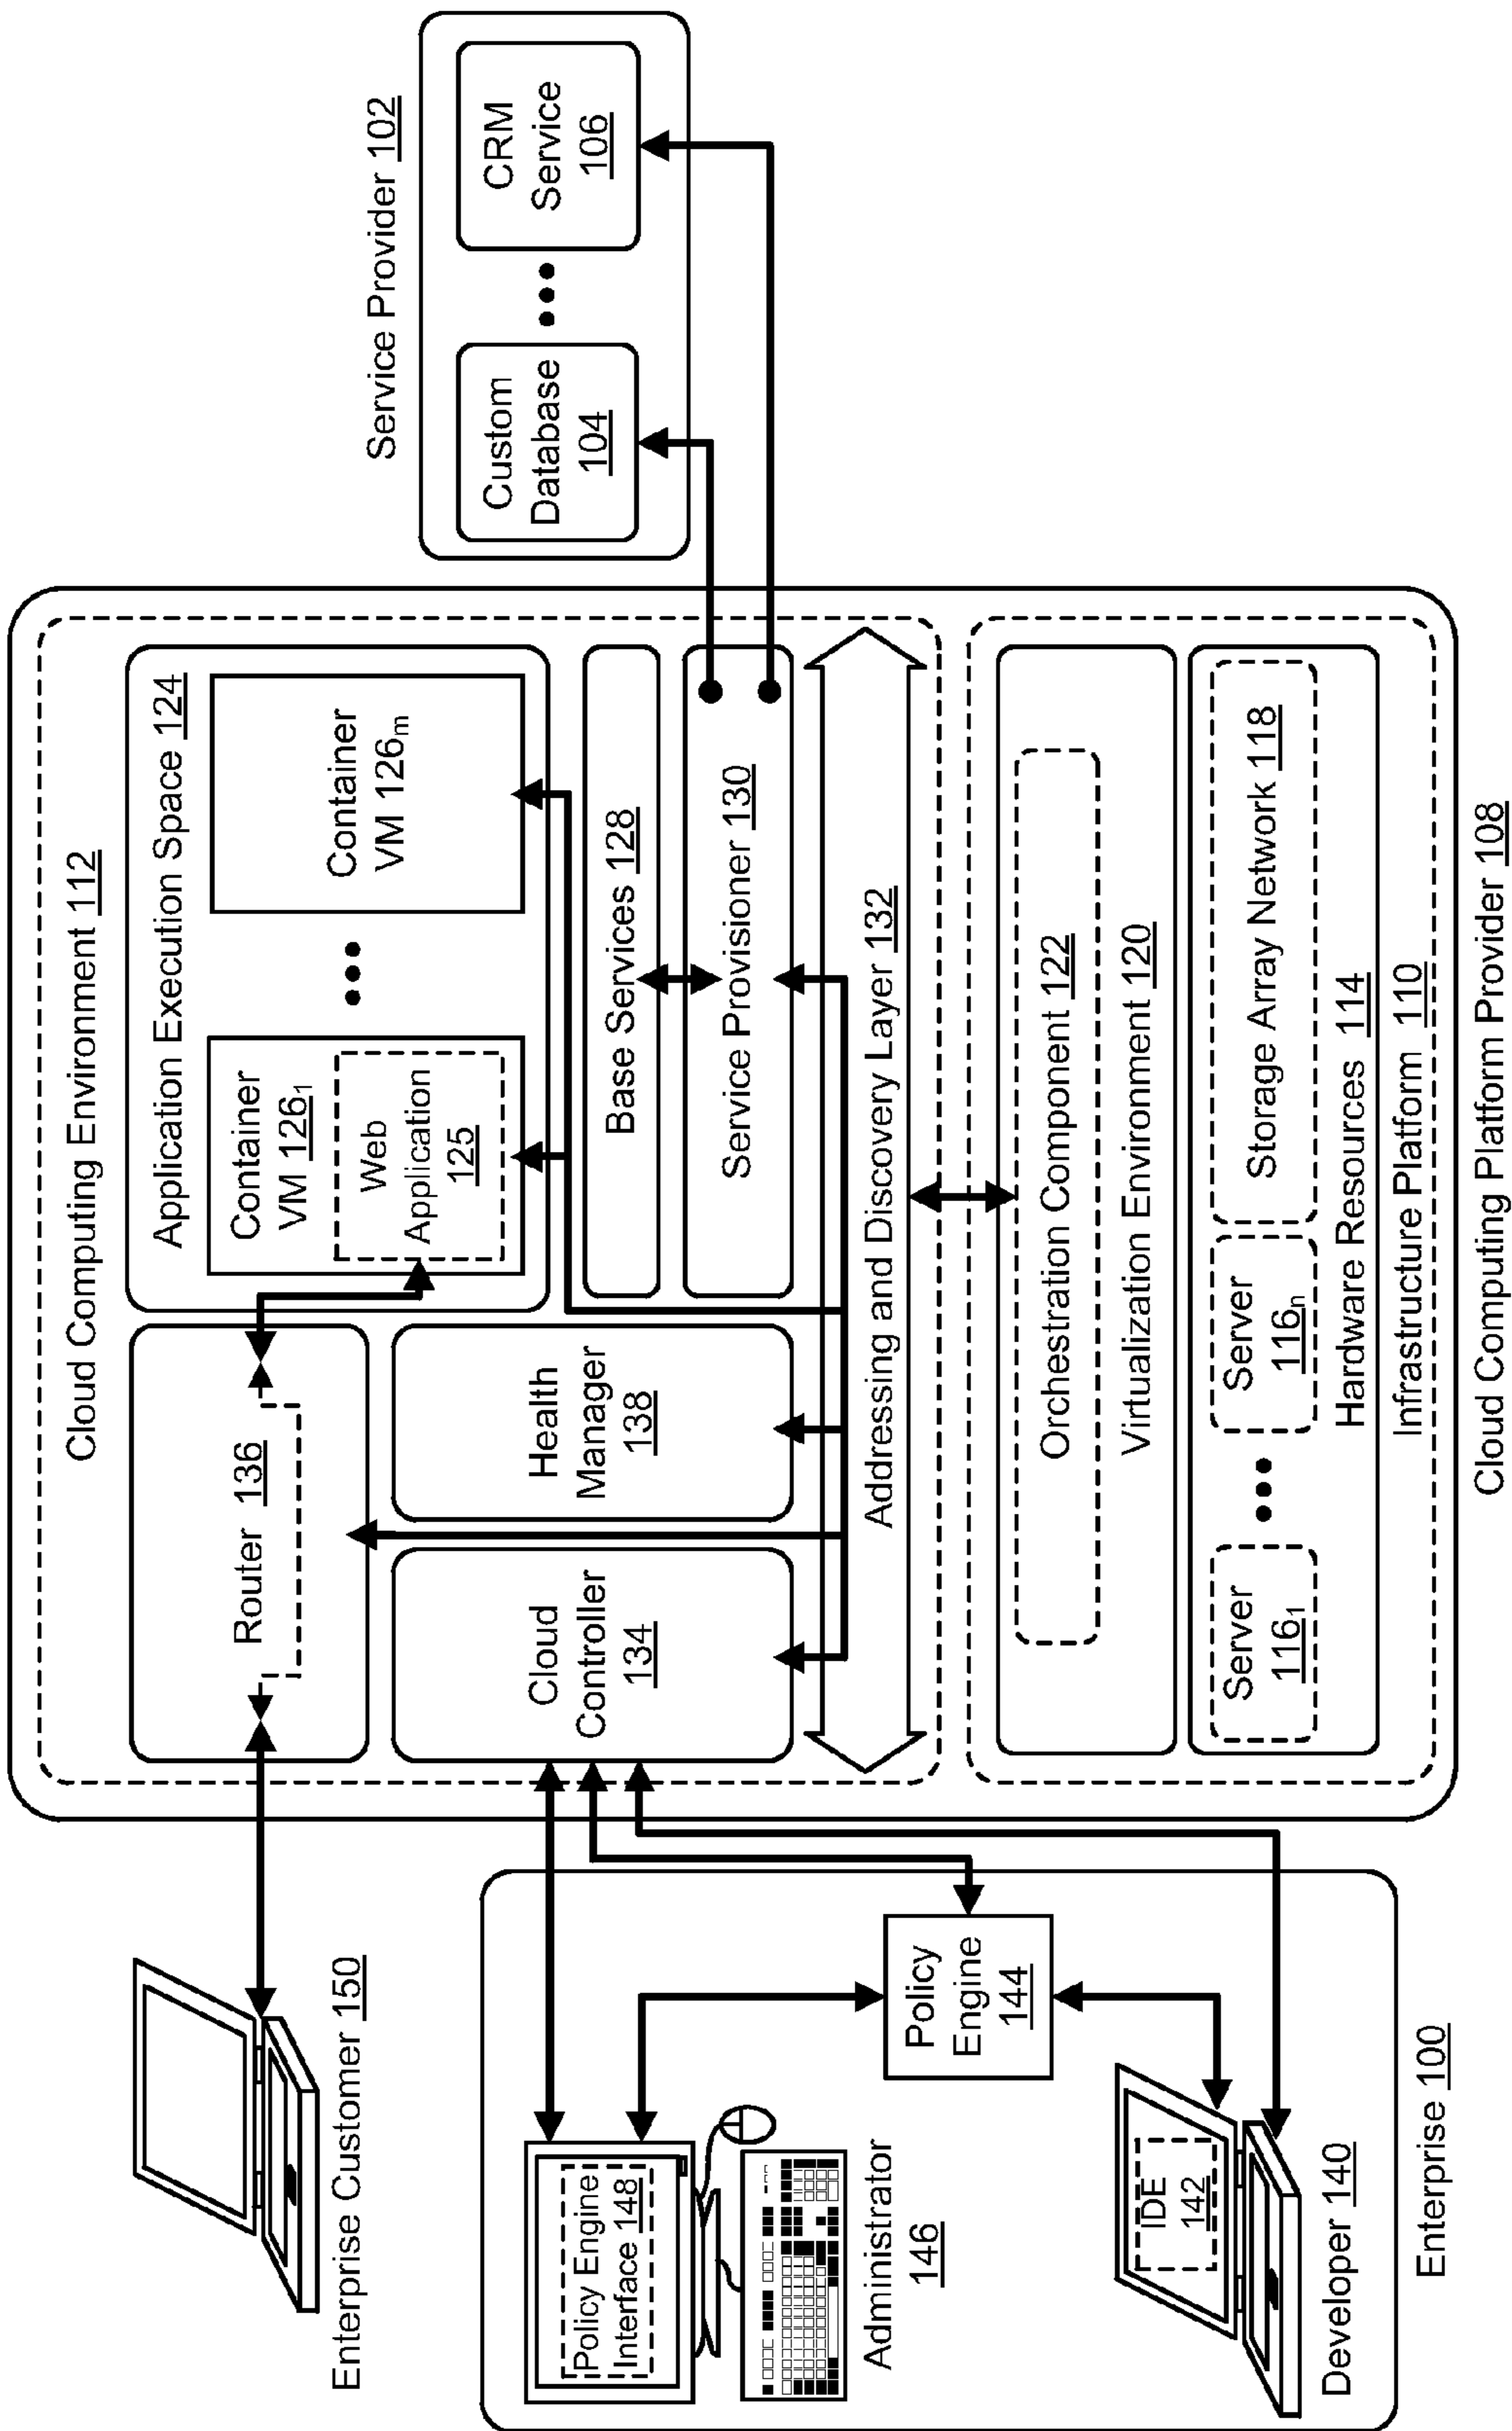 Enterprise Customer 150
Policy Engine
Interface 148
Administrator
146
IDE
142
Developer 140
Policy
Engine
144
Enterprise 100
Cloud Computing Environment 112
Router 136
Cloud
Controller
134
Health
Manager
138
Application Execution Space 124
Container
VM 126₁
Web
Application
125
Container
VM 126ₘ
Base Services 128
Service Provisioner 130
Addressing and Discovery Layer 132
Orchestration Component 122
Virtualization Environment 120
Server
116₁
Server
116ₙ
Storage Array Network 118
Hardware Resources 114
Infrastructure Platform 110
Cloud Computing Platform Provider 108
Service Provider 102
Custom
Database
104
CRM
Service
106